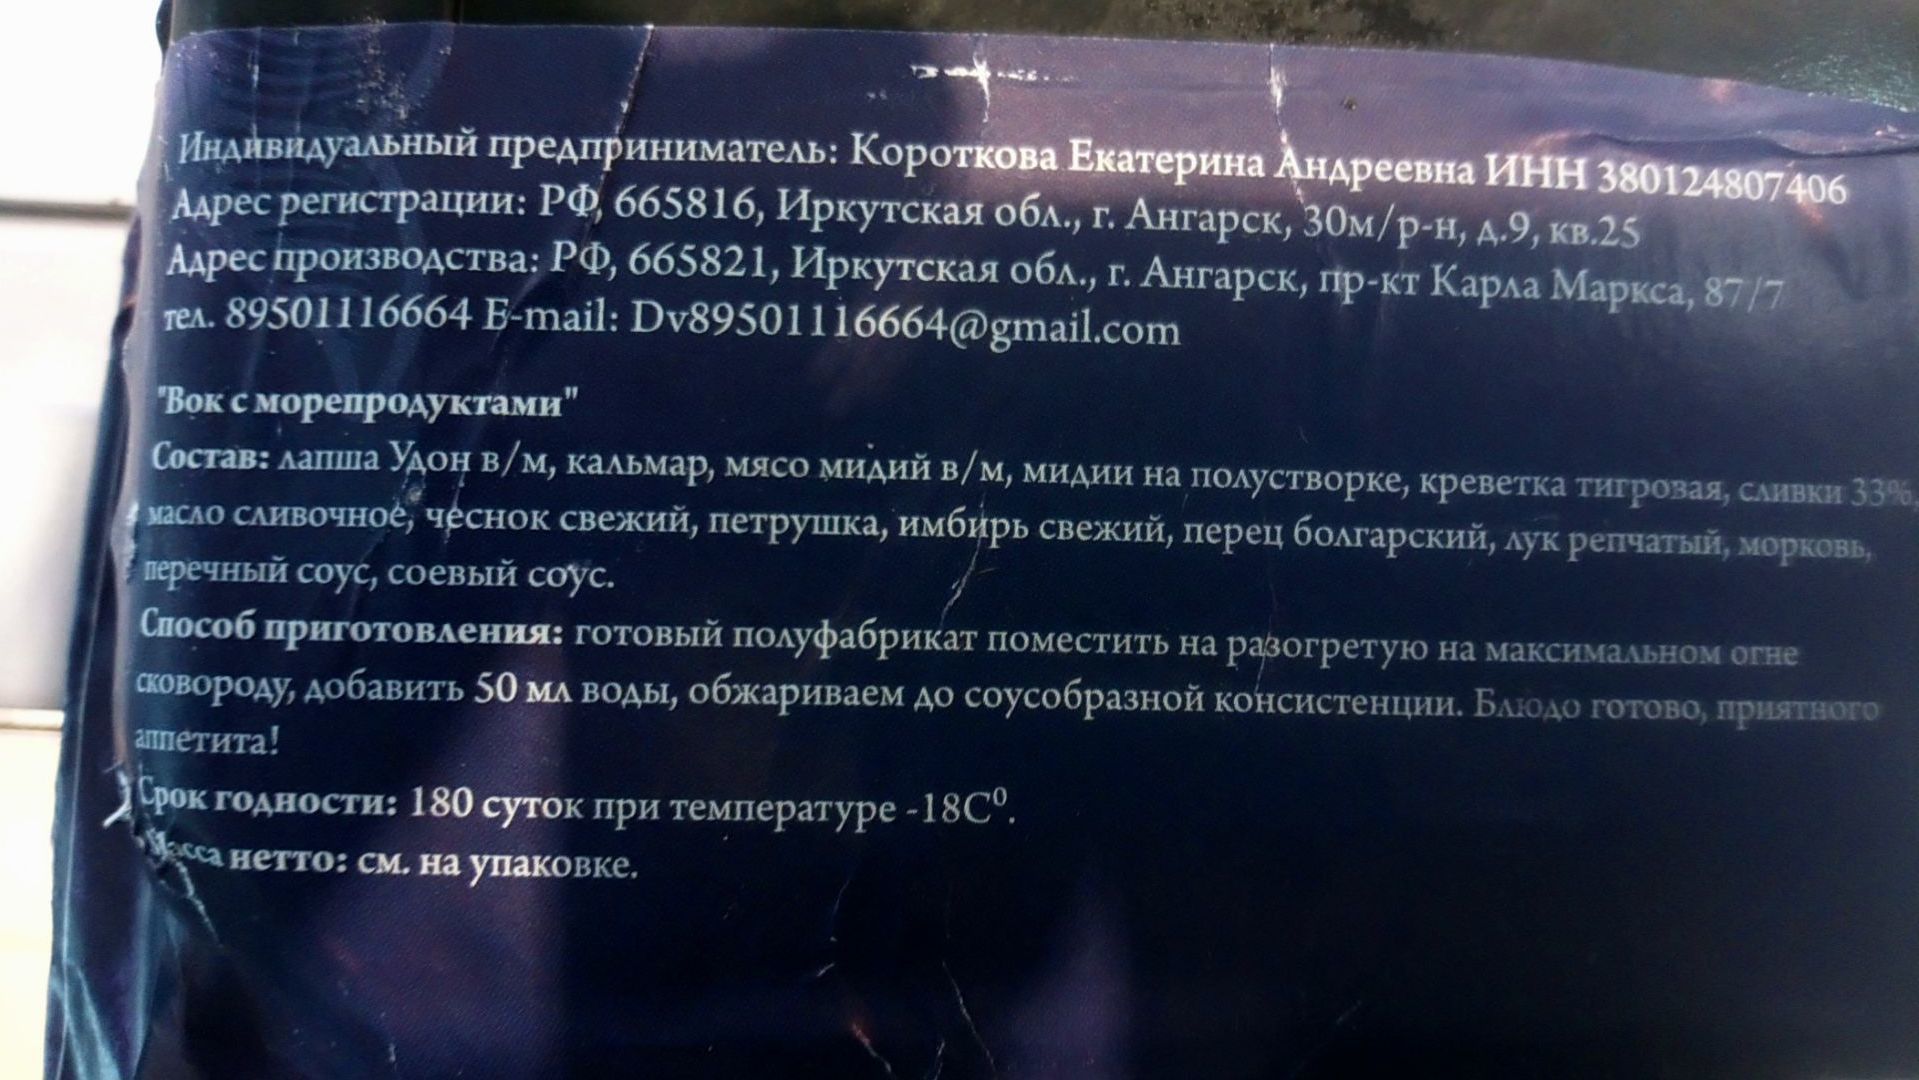 Индивидуальный предприниматель: Короткова Екатерина Андреевна ИНН 380124807406
Адрес регистрации: РФ, 665816, Иркутская обл., г. Ангарск, 30м/р-н, д.9, кв.25
Адрес производства: РФ, 665821, Иркутская обл., г. Ангарск, пр-кт Карла Маркса, 87/7
тел. 89501116664 E-mail: Dv89501116664@gmail.com
"Вок с морепродуктами"
Состав: лапша Удон в/м, кальмар, мясо мидий в/м, мидии на полустворке, креветка тигровая, сливки 33%,
масло сливочное, чеснок свежий, петрушка, имбирь свежий, перец болгарский, лук репчатый, морковь,
перечный соус, соевый соус.
Способ приготовления: готовый полуфабрикат поместить на разогретую на максимальном огне
сковороду, добавить 50 мл воды, обжариваем до соусобразной консистенции. Блюдо готово, приятного
аппетита!
Срок годности: 180 суток при температуре -18С⁰.
Масса нетто: см. на упаковке.